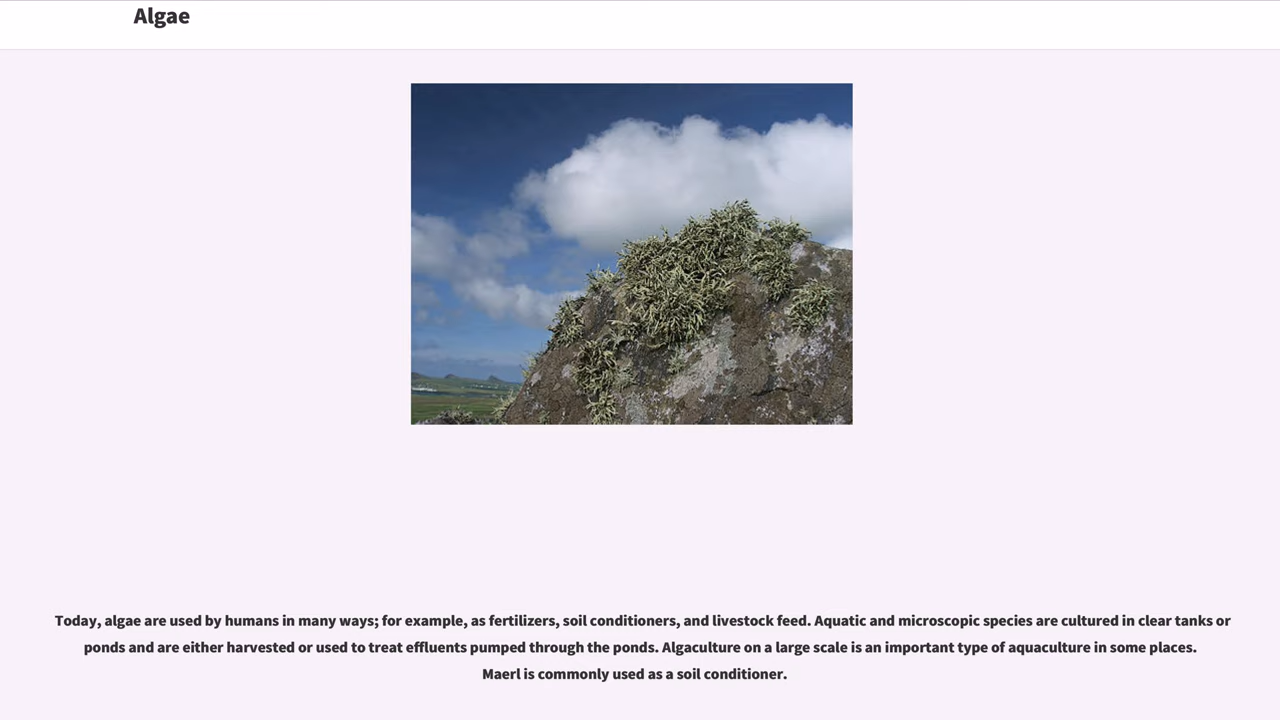 Algae
Today, algae are used by humans in many ways; for example, as fertilizers, soil conditioners, and livestock feed. Aquatic and microscopic species are cultured in clear tanks or
ponds and are either harvested or used to treat effluents pumped through the ponds. Algaculture on a large scale is an important type of aquaculture in some places.
Maerl is commonly used as a soil conditioner.